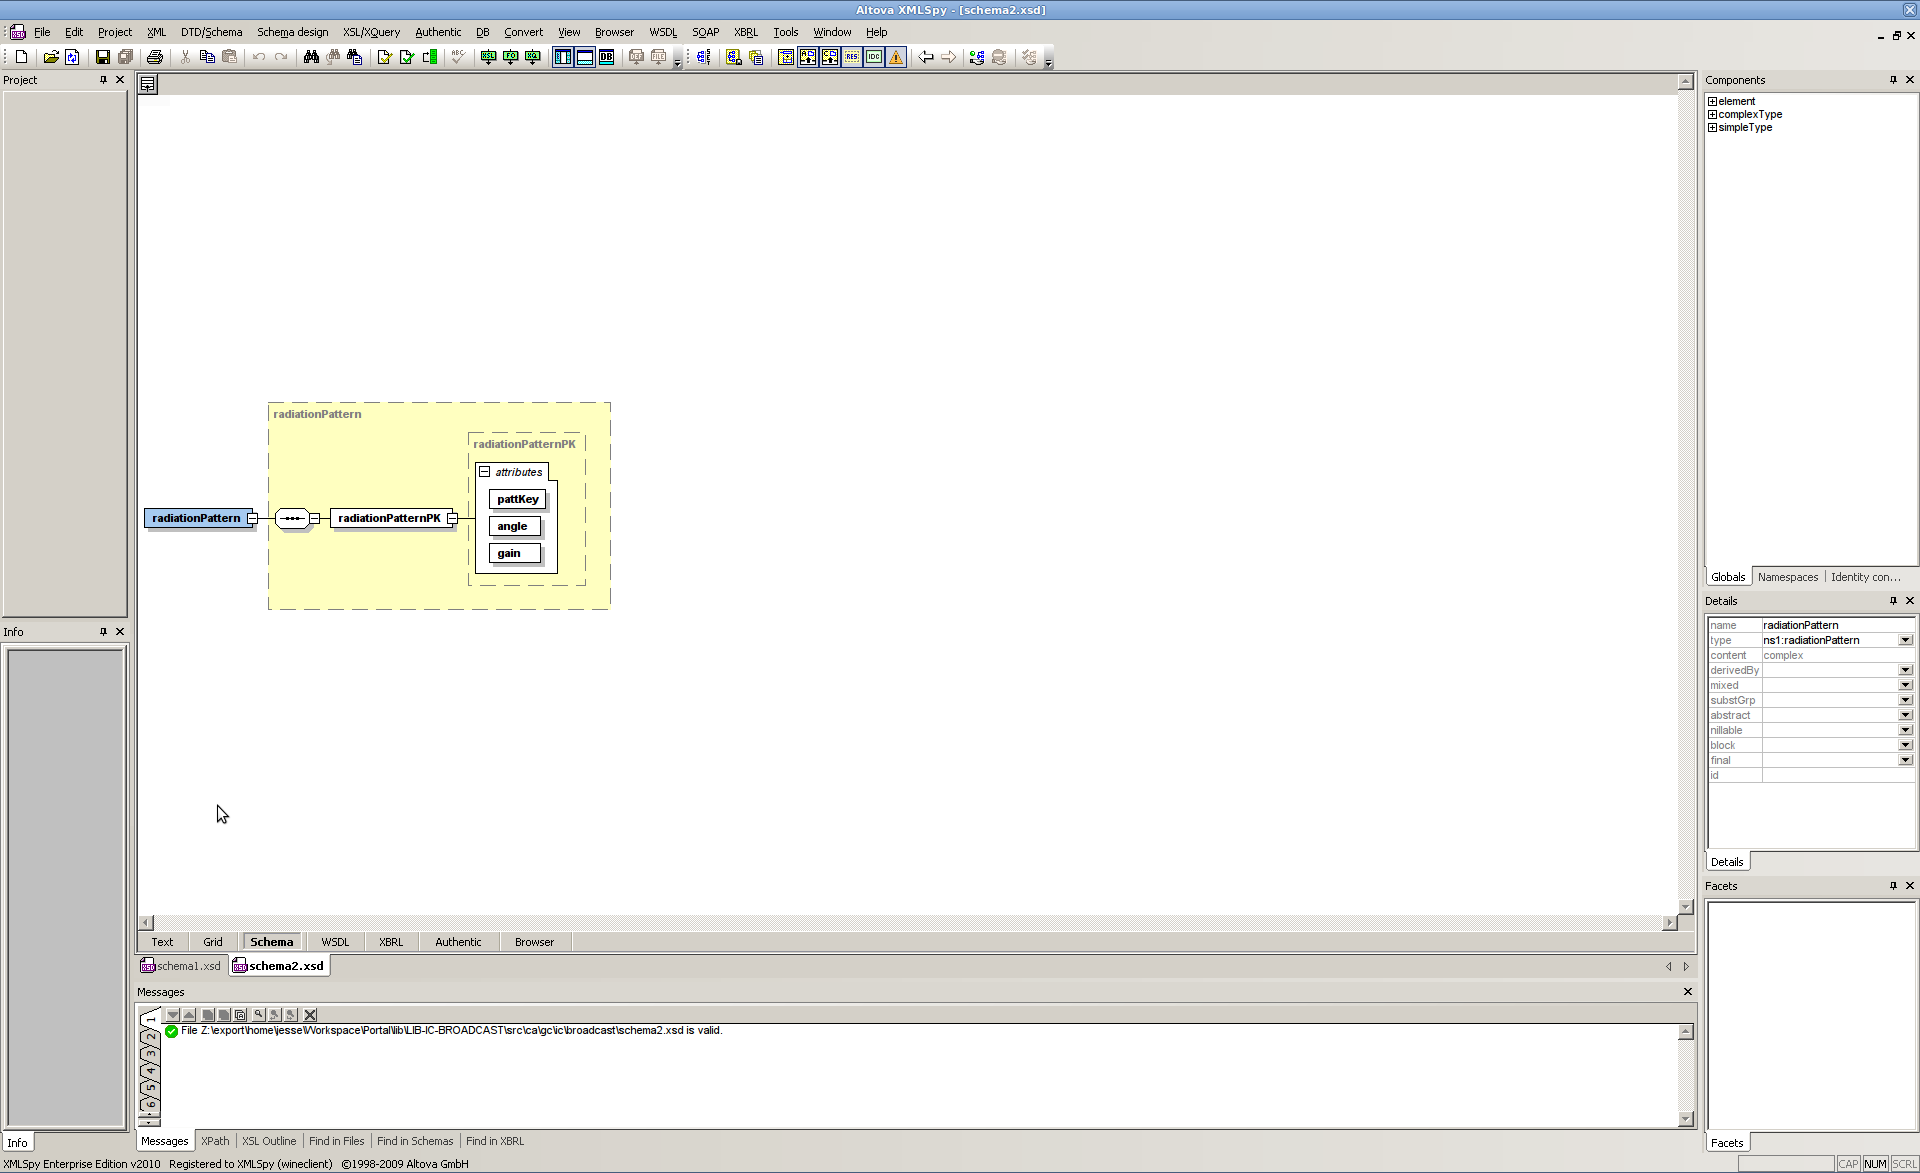 Altova XMLSpy - [schema2.xsd]
File Edit Project XML DTD/Schema Schema design XSL/XQuery Authentic DB Convert View Browser WSDL SOAP XBRL Tools Window Help
Project
Components
element
complexType
simpleType
radiationPattern
radiationPatternPK
attributes
pattKey
radiationPattern
radiationPatternPK
angle
gain
Globals Namespaces Identity con...
Details
name radiationPattern
type ns1:radiationPattern
content complex
derivedBy
mixed
substGrp
abstract
nillable
block
final
id
Details
Info
Facets
Text Grid Schema WSDL XBRL Authentic Browser
schema1.xsd schema2.xsd
Messages
1
2
3
4
5
6
File Z:\export\home\jesse\Workspace\Portal\lib\LIB-IC-BROADCAST\src\ca\gc\ic\broadcast\schema2.xsd is valid.
Messages XPath XSL Outline Find in Files Find in Schemas Find in XBRL
Info
Facets
XMLSpy Enterprise Edition v2010 Registered to XMLSpy (wineclient) ©1998-2009 Altova GmbH
CAP NUM SCRL